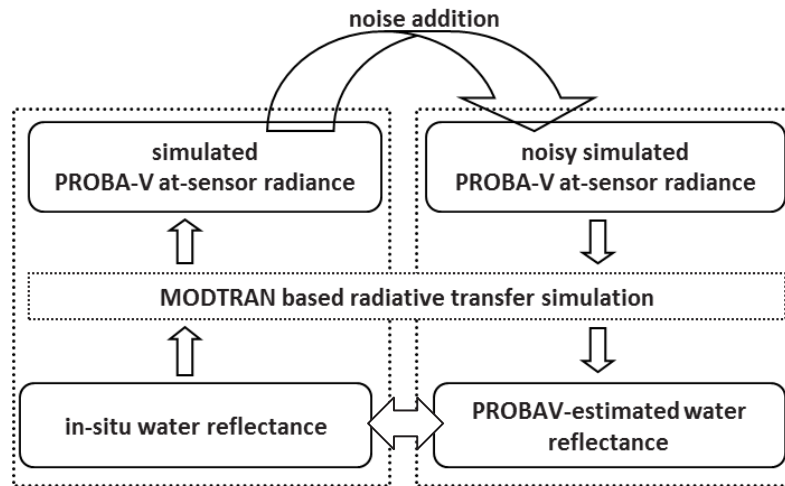 noise addition
simulated
PROBA-V at-sensor radiance
noisy simulated
PROBA-V at-sensor radiance
MODTRAN based radiative transfer simulation
in-situ water reflectance
PROBAV-estimated water
reflectance